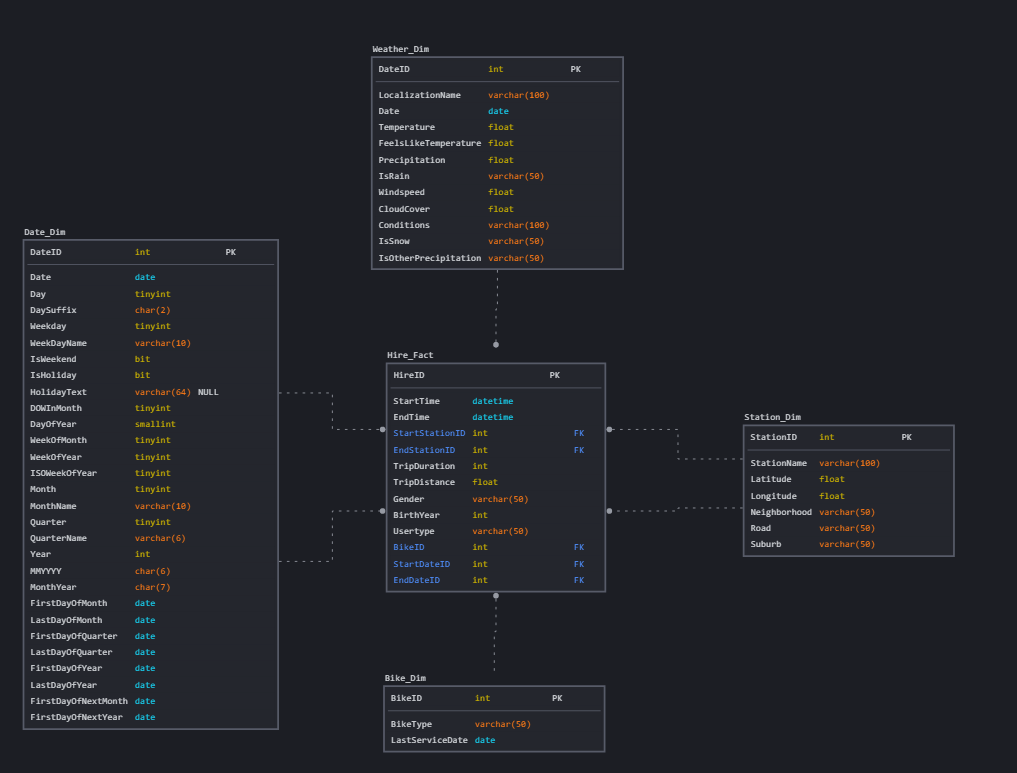 Weather_Dim
DateID int PK
LocalizationName varchar(100)
Date date
Temperature float
FeelsLikeTemperature float
Precipitation float
IsRain varchar(50)
Windspeed float
CloudCover float
Conditions varchar(100)
IsSnow varchar(50)
IsOtherPrecipitation varchar(50)
Date_Dim
DateID int PK
Date date
Day tinyint
DaySuffix char(2)
Weekday tinyint
WeekDayName varchar(10)
IsWeekend bit
IsHoliday bit
HolidayText varchar(64) NULL
DOWInMonth tinyint
DayOfYear smallint
WeekOfMonth tinyint
WeekOfYear tinyint
ISOWeekOfYear tinyint
Month tinyint
MonthName varchar(10)
Quarter tinyint
QuarterName varchar(6)
Year int
MMYYYY char(6)
MonthYear char(7)
FirstDayOfMonth date
LastDayOfMonth date
FirstDayOfQuarter date
LastDayOfQuarter date
FirstDayOfYear date
LastDayOfYear date
FirstDayOfNextMonth date
FirstDayOfNextYear date
Hire_Fact
HireID PK
StartTime datetime
EndTime datetime
StartStationID int FK
EndStationID int FK
TripDuration int
TripDistance float
Gender varchar(50)
BirthYear int
Usertype varchar(50)
BikeID int FK
StartDateID int FK
EndDateID int FK
Station_Dim
StationID int PK
StationName varchar(100)
Latitude float
Longitude float
Neighborhood varchar(50)
Road varchar(50)
Suburb varchar(50)
Bike_Dim
BikeID int PK
BikeType varchar(50)
LastServiceDate date